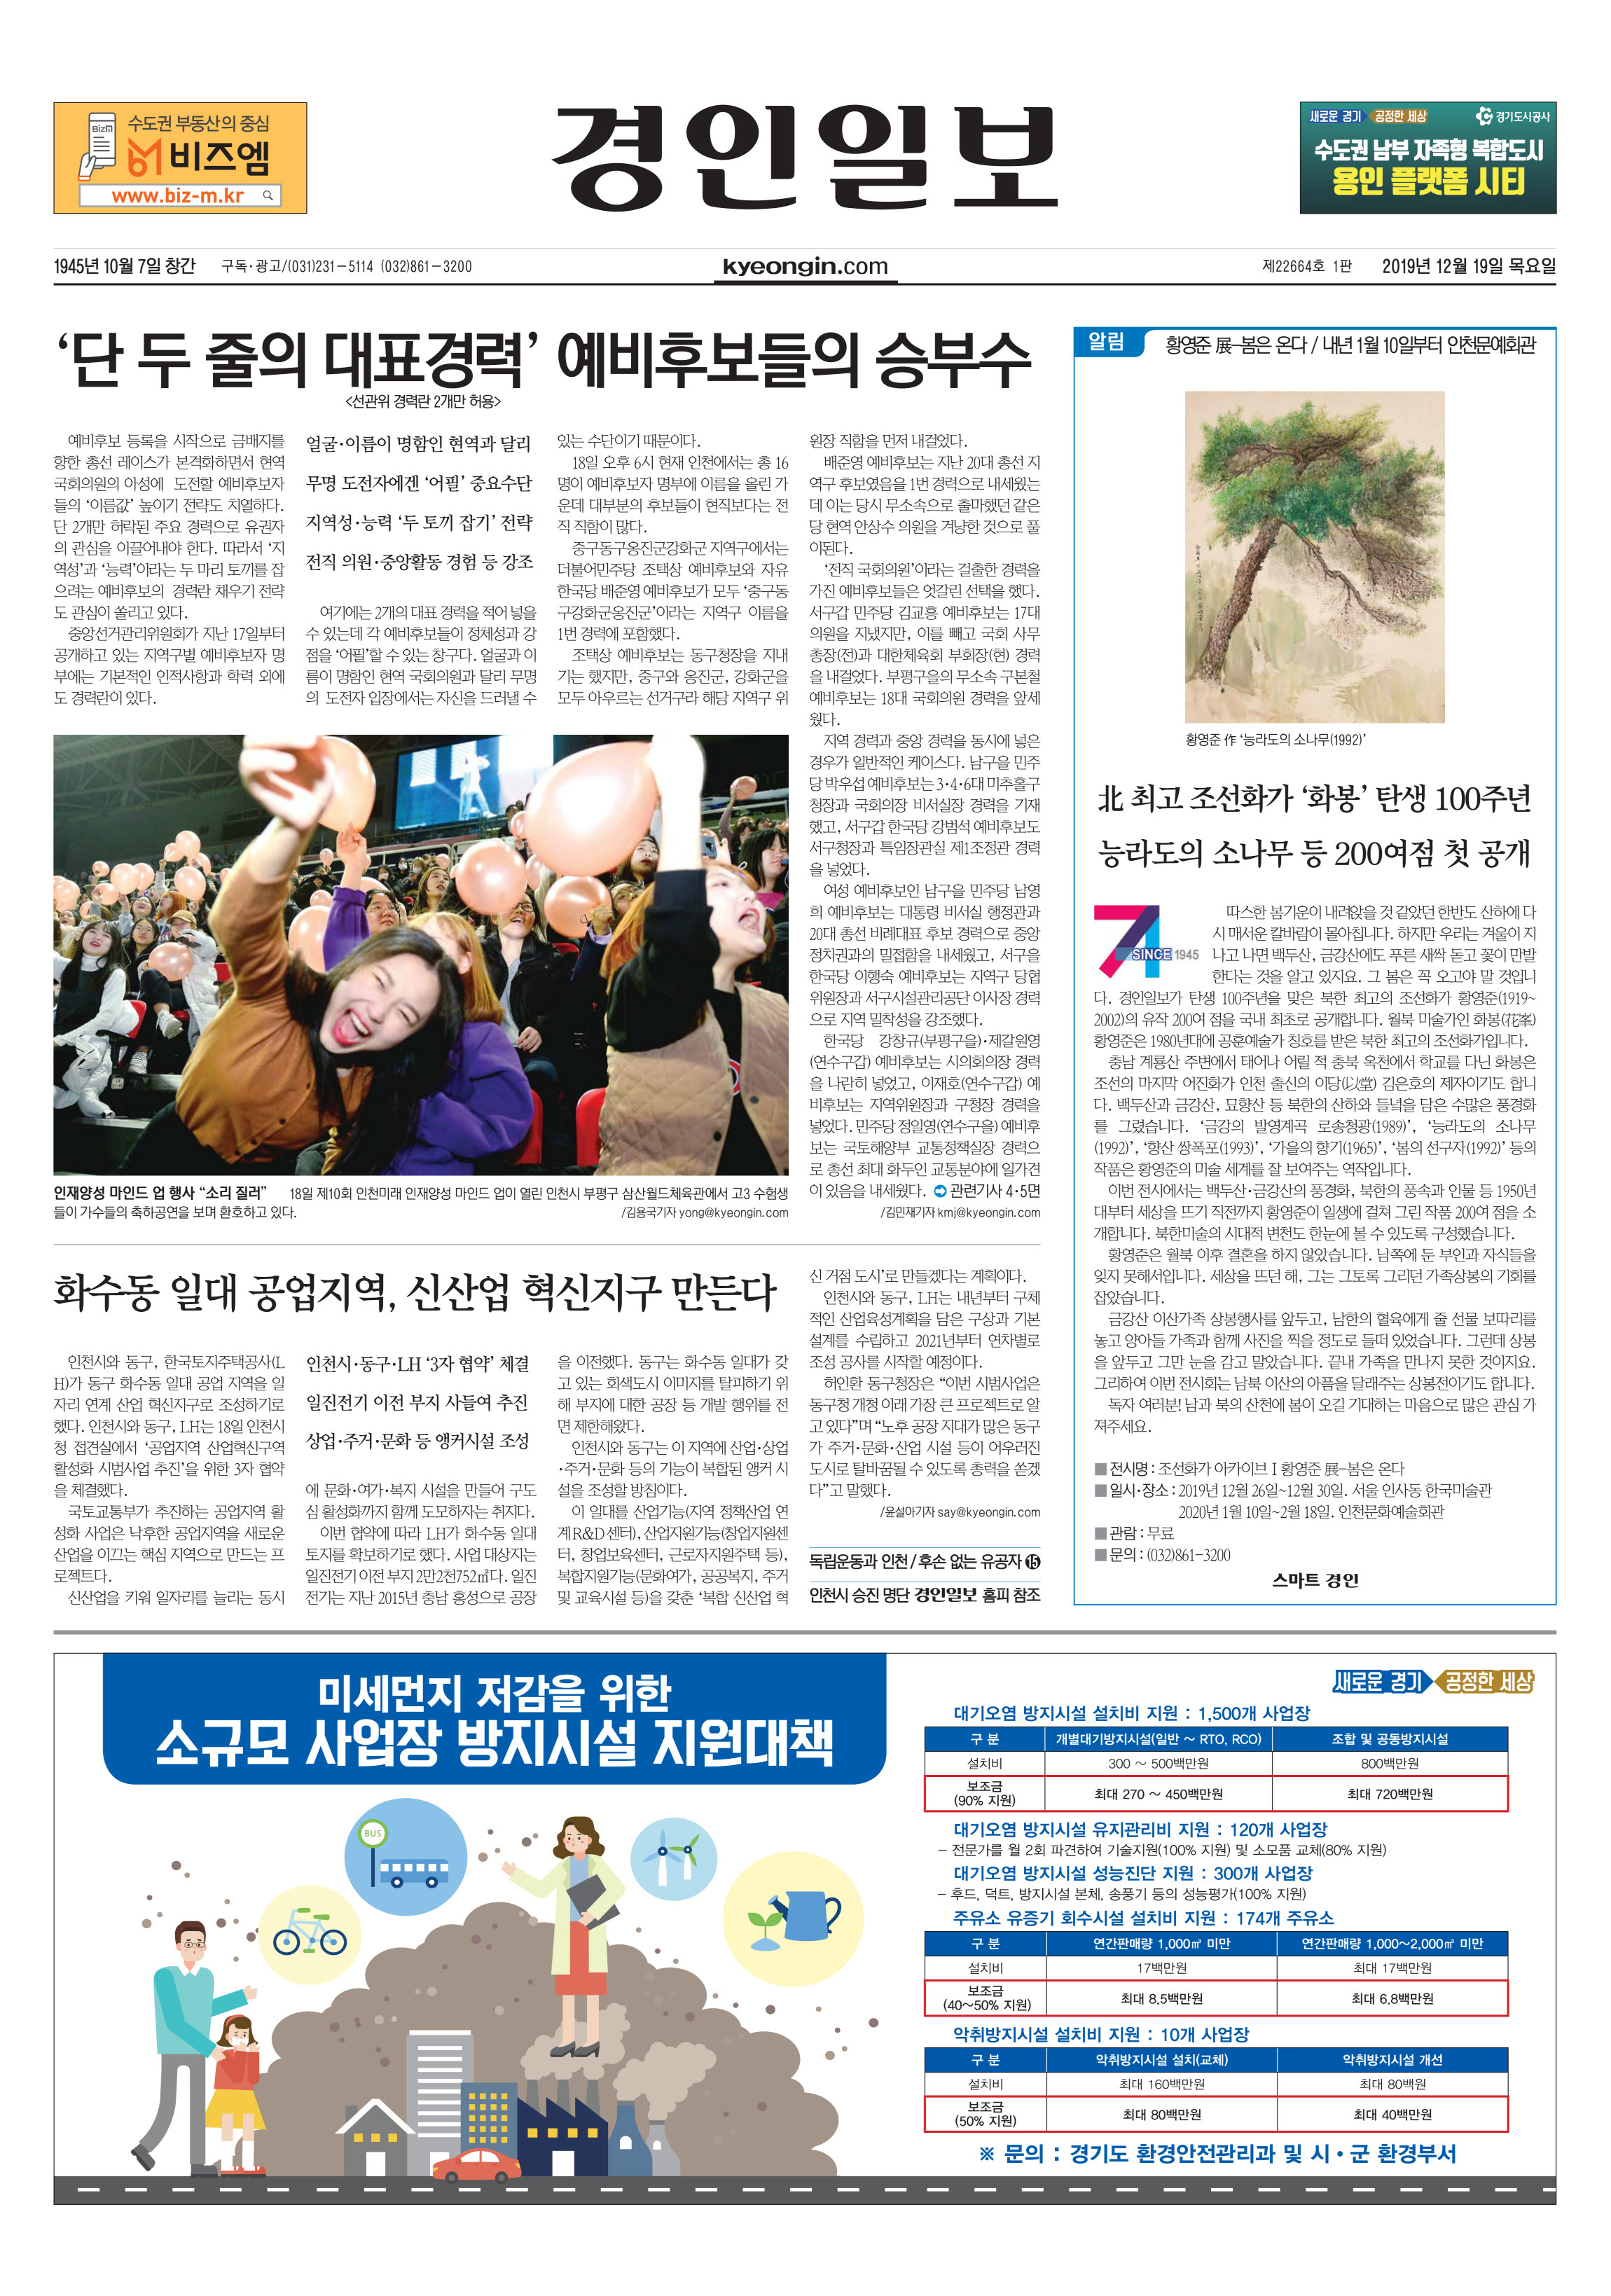 수도권 부동산의 중심
Bizm
비즈엠
www.biz-m.kr
경인일보
새로운 경기 공정한 세상
경기도시공사
수도권 남부 자족형 복합도시
용인 플랫폼 시티
1945년 10월 7일 창간 구독·광고/(031)231-5114 (032)861-3200
kyeongin.com
제22664호 1판 2019년 12월 19일 목요일
‘단 두 줄의 대표경력’ 예비후보들의 승부수
<선관위 경력란 2개만 허용>
예비후보 등록을 시작으로 금배지를
향한 총선 레이스가 본격화하면서 현역
국회의원의 아성에 도전할 예비후보자
들의 ‘이름값’ 높이기 전략도 치열하다.
단 2개만 허락된 주요 경력으로 유권자
의 관심을 이끌어내야 한다. 따라서 ‘지
역성’과 ‘능력’이라는 두 마리 토끼를 잡
으려는 예비후보의 경력란 채우기 전략
도 관심이 쏠리고 있다.
중앙선거관리위원회가 지난 17일부터
공개하고 있는 지역구별 예비후보자 명
부에는 기본적인 인적사항과 학력 외에
도 경력란이 있다.
얼굴·이름이 명함인 현역과 달리
무명 도전자에겐 ‘어필’ 중요수단
지역성·능력 ‘두 토끼 잡기’ 전략
전직 의원·중앙활동 경험 등 강조
여기에는 2개의 대표 경력을 적어 넣을
수 있는데 각 예비후보들이 정체성과 강
점을 ‘어필’할 수 있는 창구다. 얼굴과 이
름이 명함인 현역 국회의원과 달리 무명
의 도전자 입장에서는 자신을 드러낼 수
있는 수단이기 때문이다.
18일 오후 6시 현재 인천에서는 총 16
명이 예비후보자 명부에 이름을 올린 가
운데 대부분의 후보들이 현직보다는 전
직 직함이 많다.
중구동구옹진군강화군 지역구에서는
더불어민주당 조택상 예비후보와 자유
한국당 배준영 예비후보가 모두 ‘중구동
구강화군옹진군’이라는 지역구 이름을
1번 경력에 포함했다.
조택상 예비후보는 동구청장을 지내
기는 했지만, 중구와 옹진군, 강화군을
모두 아우르는 선거구라 해당 지역구 위
원장 직함을 먼저 내걸었다.
배준영 예비후보는 지난 20대 총선 지
역구 후보였음을 1번 경력으로 내세웠는
데 이는 당시 무소속으로 출마했던 같은
당 현역 안상수 의원을 겨냥한 것으로 풀
이된다.
‘전직 국회의원’이라는 걸출한 경력을
가진 예비후보들은 엇갈린 선택을 했다.
서구갑 민주당 김교흥 예비후보는 17대
의원을 지냈지만, 이를 빼고 국회 사무
총장(전)과 대한체육회 부회장(현) 경력
을 내걸었다. 부평구을의 무소속 구본철
예비후보는 18대 국회의원 경력을 앞세
웠다.
지역 경력과 중앙 경력을 동시에 넣은
경우가 일반적인 케이스다. 남구을 민주
당 박우섭 예비후보는 3·4·6대 미추홀구
청장과 국회의장 비서실장 경력을 기재
했고, 서구갑 한국당 강범석 예비후보도
서구청장과 특임장관실 제1조정관 경력
을 넣었다.
여성 예비후보인 남구을 민주당 남영
희 예비후보는 대통령 비서실 행정관과
20대 총선 비례대표 후보 경력으로 중앙
정치권과의 밀접함을 내세웠고, 서구을
한국당 이행숙 예비후보는 지역구 당협
위원장과 서구시설관리공단 이사장 경력
으로 지역 밀착성을 강조했다.
한국당 강창규(부평구을)·제갈원영
(연수구갑) 예비후보는 시의회의장 경력
을 나란히 넣었고, 이재호(연수구갑) 예
비후보는 지역위원장과 구청장 경력을
넣었다. 민주당 정일영(연수구을) 예비후
보는 국토해양부 교통정책실장 경력으
로 총선 최대 화두인 교통분야에 일가견
이 있음을 내세웠다. 관련기사 4·5면
/김민재기자 kmj@kyeongin.com
인재양성 마인드 업 행사 “소리 질러” 18일 제10회 인천미래 인재양성 마인드 업이 열린 인천시 부평구 삼산월드체육관에서 고3 수험생
들이 가수들의 축하공연을 보며 환호하고 있다. /김용국기자 yong@kyeongin.com
화수동 일대 공업지역, 신산업 혁신지구 만든다
인천시와 동구, 한국토지주택공사(L
H)가 동구 화수동 일대 공업 지역을 일
자리 연계 산업 혁신지구로 조성하기로
했다. 인천시와 동구, LH는 18일 인천시
청 접견실에서 ‘공업지역 산업혁신구역
활성화 시범사업 추진’을 위한 3자 협약
을 체결했다.
국토교통부가 추진하는 공업지역 활
성화 사업은 낙후한 공업지역을 새로운
산업을 이끄는 핵심 지역으로 만드는 프
로젝트다.
신산업을 키워 일자리를 늘리는 동시
인천시·동구·LH ‘3자 협약’ 체결
일진전기 이전 부지 사들여 추진
상업·주거·문화 등 앵커시설 조성
에 문화·여가·복지 시설을 만들어 구도
심 활성화까지 함께 도모하자는 취지다.
이번 협약에 따라 LH가 화수동 일대
토지를 확보하기로 했다. 사업 대상지는
일진전기 이전 부지 2만2천752㎡다. 일진
전기는 지난 2015년 충남 홍성으로 공장
을 이전했다. 동구는 화수동 일대가 갖
고 있는 회색도시 이미지를 탈피하기 위
해 부지에 대한 공장 등 개발 행위를 전
면 제한해왔다.
인천시와 동구는 이 지역에 산업·상업
·주거·문화 등의 기능이 복합된 앵커 시
설을 조성할 방침이다.
이 일대를 산업기능(지역 정책산업 연
계R&D 센터), 산업지원기능(창업지원센
터, 창업보육센터, 근로자지원주택 등),
복합지원기능(문화여가, 공공복지, 주거
및 교육시설 등)을 갖춘 ‘복합 신산업 혁
신 거점 도시’로 만들겠다는 계획이다.
인천시와 동구, LH는 내년부터 구체
적인 산업육성계획을 담은 구상과 기본
설계를 수립하고 2021년부터 연차별로
조성 공사를 시작할 예정이다.
허인환 동구청장은 “이번 시범사업은
동구청 개청 이래 가장 큰 프로젝트로 알
고 있다”며 “노후 공장 지대가 많은 동구
가 주거·문화·산업 시설 등이 어우러진
도시로 탈바꿈될 수 있도록 총력을 쏟겠
다”고 말했다.
/윤설아기자 say@kyeongin.com
독립운동과 인천/후손 없는 유공자 15
인천시 승진 명단 경인일보 홈피 참조
알림
황영준 展-봄은 온다 / 내년 1월 10일부터 인천문예회관
황영준 作 ‘능라도의 소나무(1992)’
北 최고 조선화가 ‘화봉’ 탄생 100주년
능라도의 소나무 등 200여점 첫 공개
74 SINCE 1945
따스한 봄기운이 내려앉을 것 같았던 한반도 산하에 다
시 매서운 칼바람이 몰아칩니다. 하지만 우리는 겨울이 지
나고 나면 백두산, 금강산에도 푸른 새싹 돋고 꽃이 만발
한다는 것을 알고 있지요. 그 봄은 꼭 오고야 말 것입니
다. 경인일보가 탄생 100주년을 맞은 북한 최고의 조선화가 황영준(1919~
2002)의 유작 200여 점을 국내 최초로 공개합니다. 월북 미술가인 화봉(花峯)
황영준은 1980년대에 공훈예술가 칭호를 받은 북한 최고의 조선화가입니다.
충남 계룡산 주변에서 태어나 어릴 적 충북 옥천에서 학교를 다닌 화봉은
조선의 마지막 어진화가 인천 출신의 이당(以堂) 김은호의 제자이기도 합니
다. 백두산과 금강산, 묘향산 등 북한의 산하와 들녘을 담은 수많은 풍경화
를 그렸습니다. ‘금강의 발영계곡 로송청광(1989)’, ‘능라도의 소나무
(1992)’, ‘향산 쌍폭포(1993)’, ‘가을의 향기(1965)’, ‘봄의 선구자(1992)’ 등의
작품은 황영준의 미술 세계를 잘 보여주는 역작입니다.
이번 전시에서는 백두산·금강산의 풍경화, 북한의 풍속과 인물 등 1950년
대부터 세상을 뜨기 직전까지 황영준이 일생에 걸쳐 그린 작품 200여 점을 소
개합니다. 북한미술의 시대적 변천도 한눈에 볼 수 있도록 구성했습니다.
황영준은 월북 이후 결혼을 하지 않았습니다. 남쪽에 둔 부인과 자식들을
잊지 못해서입니다. 세상을 뜨던 해, 그는 그토록 그리던 가족상봉의 기회를
잡았습니다.
금강산 이산가족 상봉행사를 앞두고, 남한의 혈육에게 줄 선물 보따리를
놓고 양아들 가족과 함께 사진을 찍을 정도로 들떠 있었습니다. 그런데 상봉
을 앞두고 그만 눈을 감고 말았습니다. 끝내 가족을 만나지 못한 것이지요.
그리하여 이번 전시회는 남북 이산의 아픔을 달래주는 상봉전이기도 합니다.
독자 여러분! 남과 북의 산천에 봄이 오길 기대하는 마음으로 많은 관심 가
져주세요.
■ 전시명 : 조선화가 아카이브Ⅰ황영준 展-봄은 온다
■ 일시·장소 : 2019년 12월 26일~12월 30일. 서울 인사동 한국미술관
2020년 1월 10일~2월 18일. 인천문화예술회관
■ 관람 : 무료
■ 문의 : (032)861-3200
스마트 경인
미세먼지 저감을 위한
소규모 사업장 방지시설 지원대책
BUS
새로운 경기 공정한 세상
대기오염 방지시설 설치비 지원 : 1,500개 사업장
구 분 개별대기방지시설(일반 ~ RTO, RCO) 조합 및 공동방지시설
설치비 300 ~ 500백만원 800백만원
보조금
(90% 지원) 최대 270 ~ 450백만원 최대 720백만원
대기오염 방지시설 유지관리비 지원 : 120개 사업장
- 전문가를 월 2회 파견하여 기술지원(100% 지원) 및 소모품 교체(80% 지원)
대기오염 방지시설 성능진단 지원 : 300개 사업장
- 후드, 덕트, 방지시설 본체, 송풍기 등의 성능평가(100% 지원)
주유소 유증기 회수시설 설치비 지원 : 174개 주유소
구 분 연간판매량 1,000㎥ 미만 연간판매량 1,000~2,000㎥ 미만
설치비 17백만원 최대 17백만원
보조금
(40~50% 지원) 최대 8.5백만원 최대 6.8백만원
악취방지시설 설치비 지원 : 10개 사업장
구 분 악취방지시설 설치(교체) 악취방지시설 개선
설치비 최대 160백만원 최대 80백원
보조금
(50% 지원) 최대 80백만원 최대 40백만원
※ 문의 : 경기도 환경안전관리과 및 시·군 환경부서